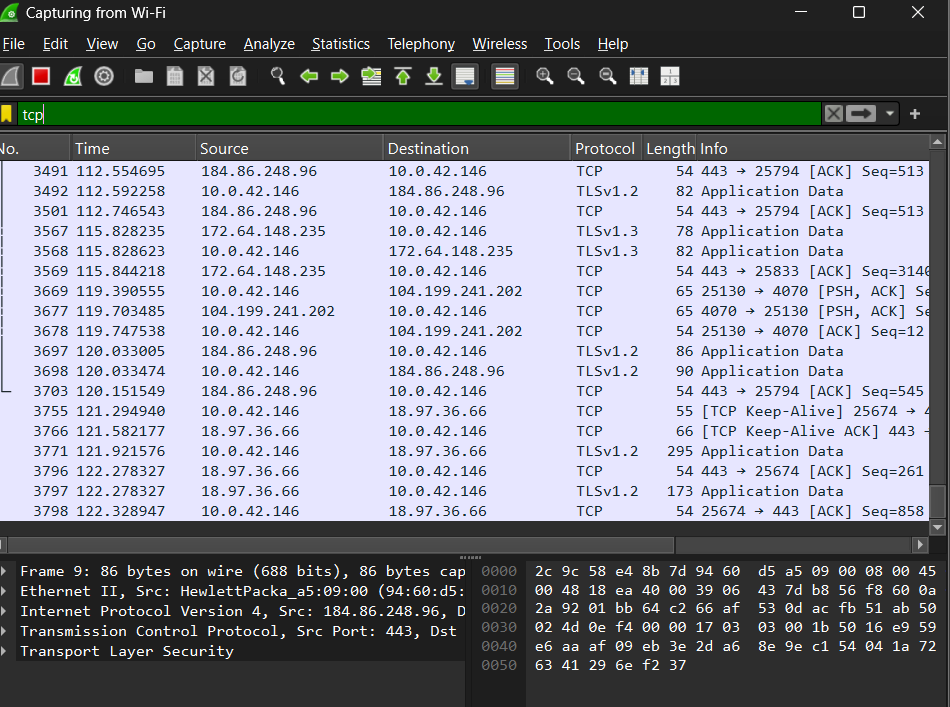 Capturing from Wi-Fi
File Edit View Go Capture Analyze Statistics Telephony Wireless Tools Help
tcp
No. Time Source Destination Protocol Length Info
3491 112.554695 184.86.248.96 10.0.42.146 TCP 54 443 → 25794 [ACK] Seq=513
3492 112.592258 10.0.42.146 184.86.248.96 TLSv1.2 82 Application Data
3501 112.746543 184.86.248.96 10.0.42.146 TCP 54 443 → 25794 [ACK] Seq=513
3567 115.828235 172.64.148.235 10.0.42.146 TLSv1.3 78 Application Data
3568 115.828623 10.0.42.146 172.64.148.235 TLSv1.3 82 Application Data
3569 115.844218 172.64.148.235 10.0.42.146 TCP 54 443 → 25833 [ACK] Seq=3140
3669 119.390555 10.0.42.146 104.199.241.202 TCP 65 25130 → 4070 [PSH, ACK] Se
3677 119.703485 104.199.241.202 10.0.42.146 TCP 65 4070 → 25130 [PSH, ACK] Se
3678 119.747538 10.0.42.146 104.199.241.202 TCP 54 25130 → 4070 [ACK] Seq=12
3697 120.033005 184.86.248.96 10.0.42.146 TLSv1.2 86 Application Data
3698 120.033474 10.0.42.146 184.86.248.96 TLSv1.2 90 Application Data
3703 120.151549 184.86.248.96 10.0.42.146 TCP 54 443 → 25794 [ACK] Seq=545
3755 121.294940 10.0.42.146 18.97.36.66 TCP 55 [TCP Keep-Alive] 25674 → 4
3766 121.582177 18.97.36.66 10.0.42.146 TCP 66 [TCP Keep-Alive ACK] 443 →
3771 121.921576 10.0.42.146 18.97.36.66 TLSv1.2 295 Application Data
3796 122.278327 18.97.36.66 10.0.42.146 TCP 54 443 → 25674 [ACK] Seq=261
3797 122.278327 18.97.36.66 10.0.42.146 TLSv1.2 173 Application Data
3798 122.328947 10.0.42.146 18.97.36.66 TCP 54 25674 → 443 [ACK] Seq=858
Frame 9: 86 bytes on wire (688 bits), 86 bytes cap
Ethernet II, Src: HewlettPacka_a5:09:00 (94:60:d5:
Internet Protocol Version 4, Src: 184.86.248.96, D
Transmission Control Protocol, Src Port: 443, Dst
Transport Layer Security
0000 2c 9c 58 e4 8b 7d 94 60 d5 a5 09 00 08 00 45
0010 00 48 18 ea 40 00 39 06 43 7d b8 56 f8 60 0a
0020 2a 92 01 bb 64 c2 66 af 53 0d ac fb 51 ab 50
0030 02 4d 0e f4 00 00 17 03 03 00 1b 50 16 e9 59
0040 e6 aa af 09 eb 3e 2d a6 8e 9e c1 54 04 1a 72
0050 63 41 29 6e f2 37